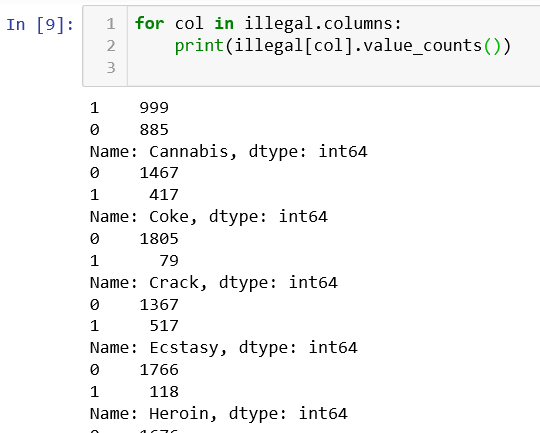 In [9]:
1 for col in illegal.columns:
2     print(illegal[col].value_counts())
3
1    999
0    885
Name: Cannabis, dtype: int64
0    1467
1     417
Name: Coke, dtype: int64
0    1805
1      79
Name: Crack, dtype: int64
0    1367
1     517
Name: Ecstasy, dtype: int64
0    1766
1     118
Name: Heroin, dtype: int64
0    1676